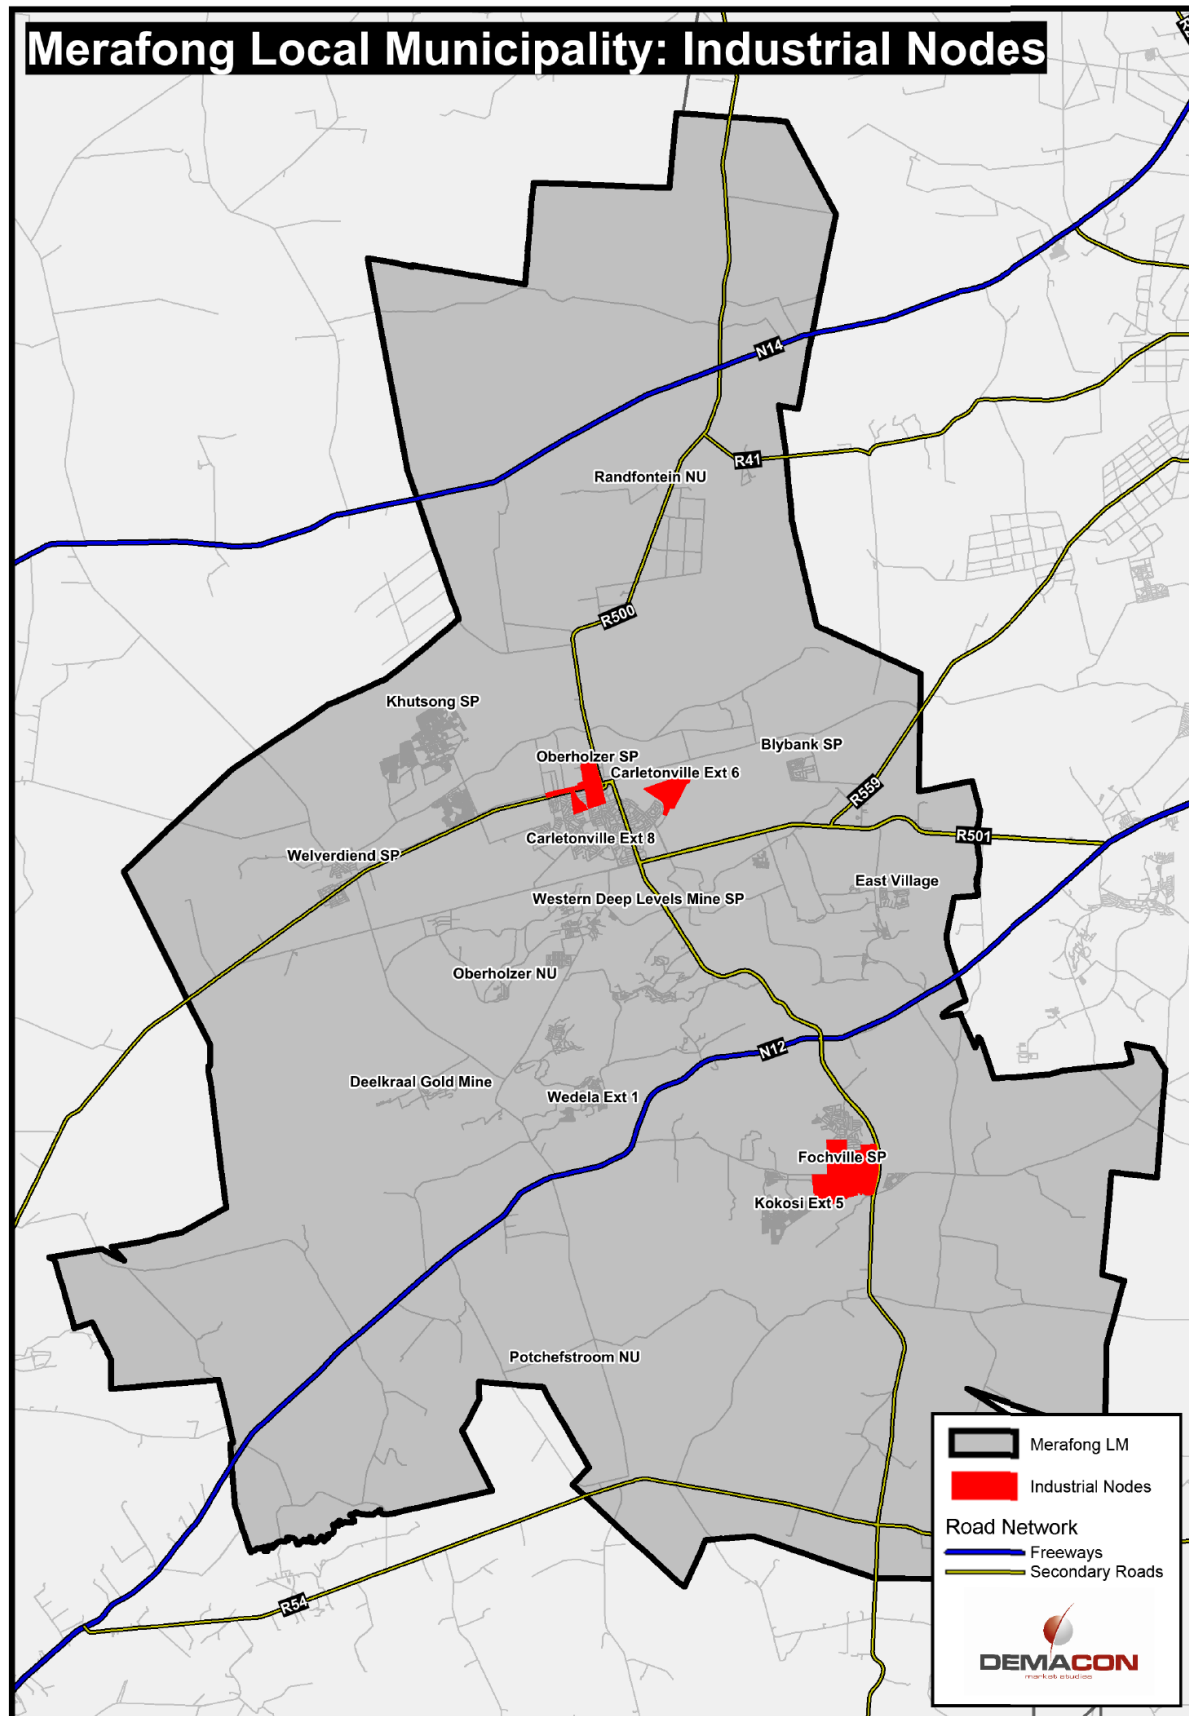 Merafong Local Municipality: Industrial Nodes
N14
R41
Randfontein NU
R500
Khutsong SP
Blybank SP
Oberholzer SP
Carletonville Ext 6
R559
R501
Carletonville Ext 8
Welverdiend SP
East Village
Western Deep Levels Mine SP
Oberholzer NU
N12
Deelkraal Gold Mine
Wedela Ext 1
Fochville SP
Kokosi Ext 5
Potchefstroom NU
R54
Merafong LM
Industrial Nodes
Road Network
Freeways
Secondary Roads
DEMACON
market studies